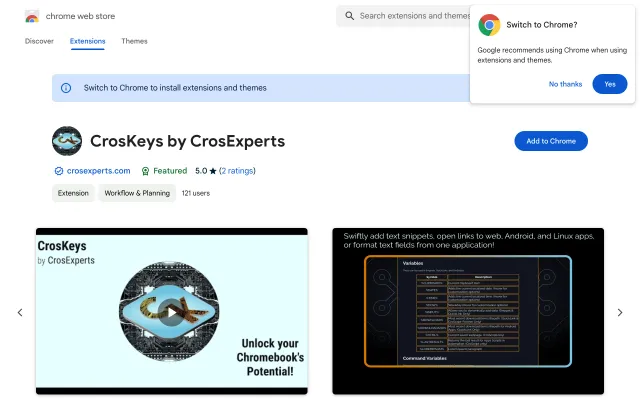 chrome web store
Search extensions and themes
Switch to Chrome?
Google recommends using Chrome when using
extensions and themes.
No thanks
Yes
Discover
Extensions
Themes
Switch to Chrome to install extensions and themes
CrosKeys by CrosExperts
Add to Chrome
crosexperts.com
Featured
5.0 ★ (2 ratings)
Extension
Workflow & Planning
121 users
CrosKeys
by CrosExperts
Unlock your
Chromebook's
Potential!
Swiftly add text snippets, open links to web, Android, and Linux apps,
or format text fields from one application!
Variables
Symbol
Description
Command Variables